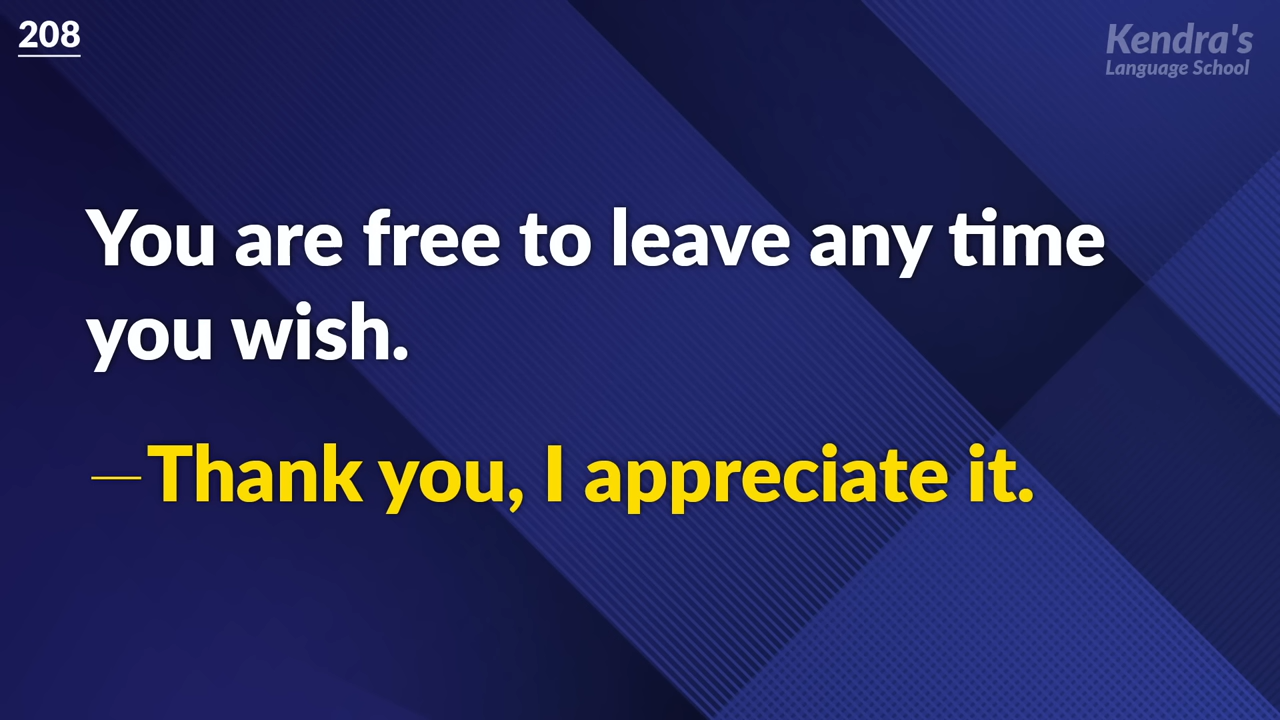 208
Kendra's
Language School
You are free to leave any time
you wish.
—Thank you, I appreciate it.